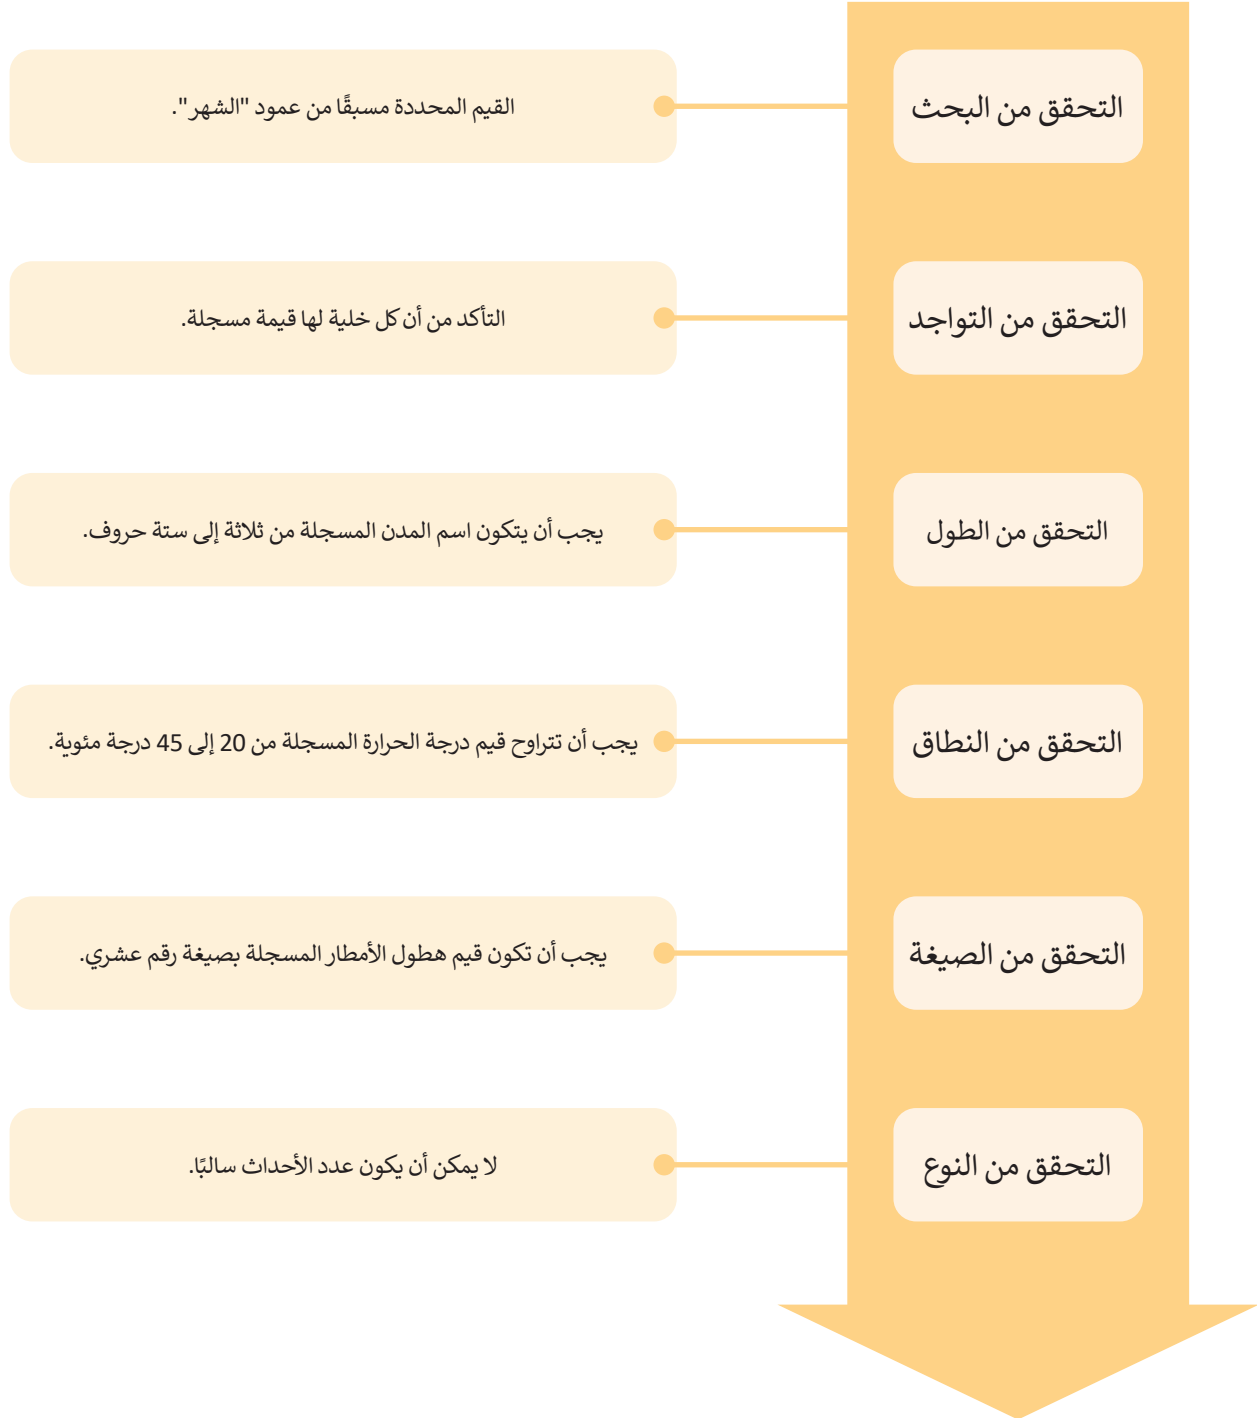 التحقق من البحث
القيم المحددة مسبقًا من عمود "الشهر".
التحقق من التواجد
التأكد من أن كل خلية لها قيمة مسجلة.
التحقق من الطول
يجب أن يتكون اسم المدن المسجلة من ثلاثة إلى ستة حروف.
التحقق من النطاق
يجب أن تتراوح قيم درجة الحرارة المسجلة من 20 إلى 45 درجة مئوية.
التحقق من الصيغة
يجب أن تكون قيم هطول الأمطار المسجلة بصيغة رقم عشري.
التحقق من النوع
لا يمكن أن يكون عدد الأحداث سالبًا.